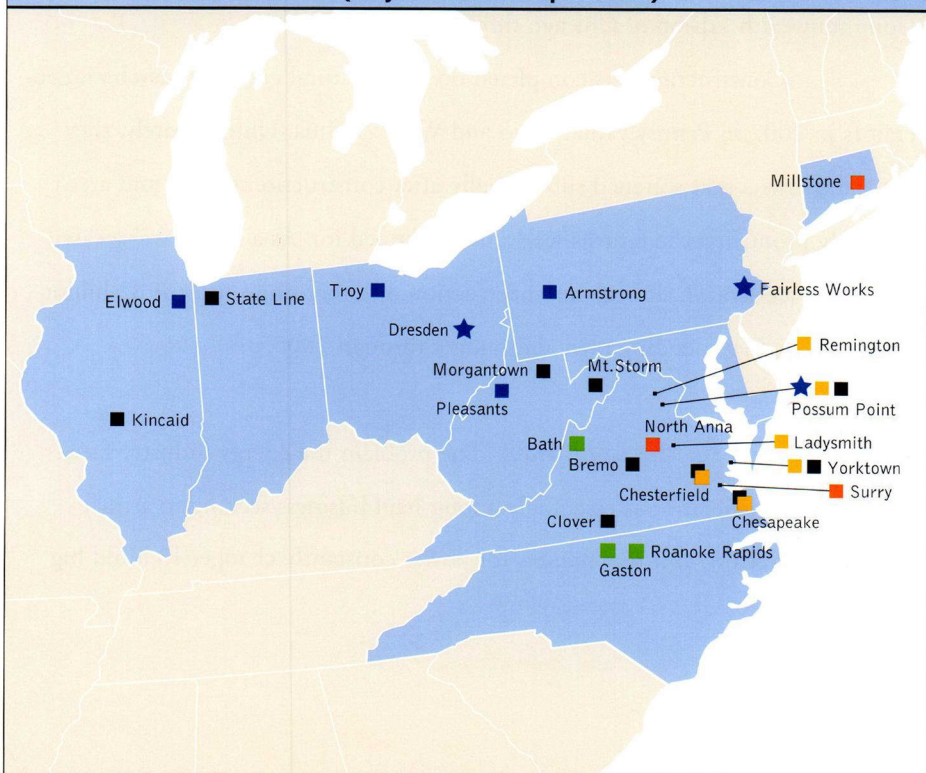 Millstone
Elwood
State Line
Troy
Armstrong
Fairless Works
Dresden
Remington
Morgantown
Mt.Storm
Pleasants
Possum Point
Kincaid
North Anna
Bath
Ladysmith
Bremo
Yorktown
Chesterfield
Surry
Clover
Chesapeake
Roanoke Rapids
Gaston